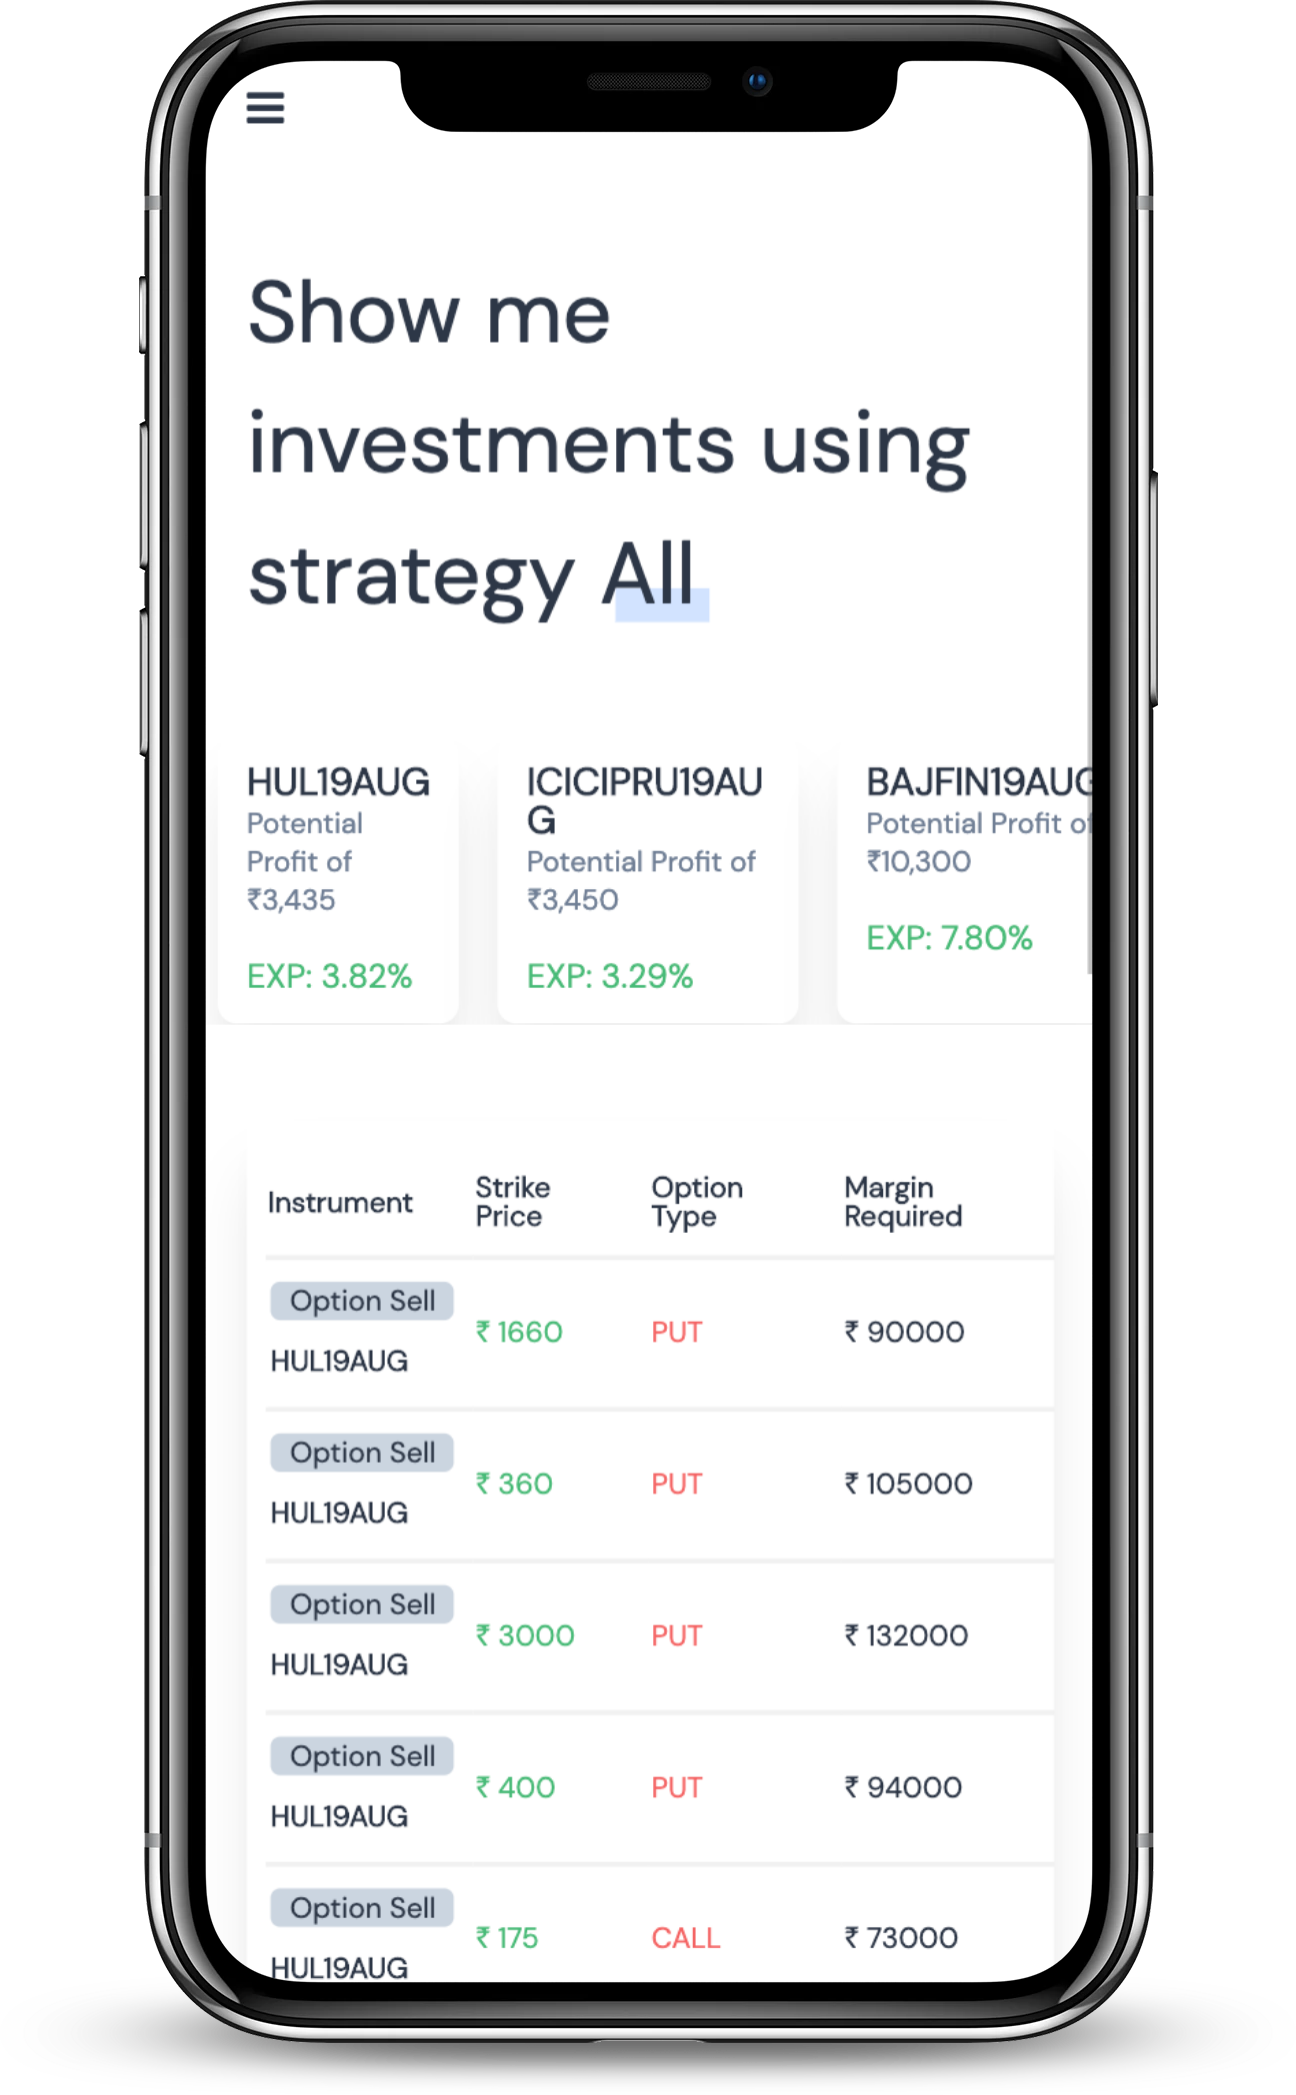 Show me
investments using
strategy All
HUL19AUG
Potential
Profit of
₹3,435
EXP: 3.82%
ICICIPRU19AU
G
Potential Profit of
₹3,450
EXP: 3.29%
BAJFIN19AUG
Potential Profit of
₹10,300
EXP: 7.80%
Instrument
Strike
Price
Option
Type
Margin
Required
Option Sell
HUL19AUG
₹ 1660
PUT
₹ 90000
Option Sell
HUL19AUG
₹ 360
PUT
₹ 105000
Option Sell
HUL19AUG
₹ 3000
PUT
₹ 132000
Option Sell
HUL19AUG
₹ 400
PUT
₹ 94000
Option Sell
HUL19AUG
₹ 175
CALL
₹ 73000